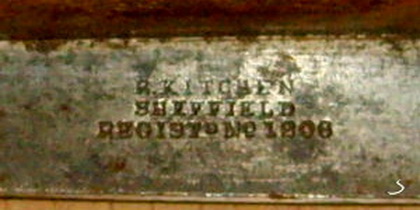 R. KITCHEN
SHEFFIELD
REGISTD No 1806
S